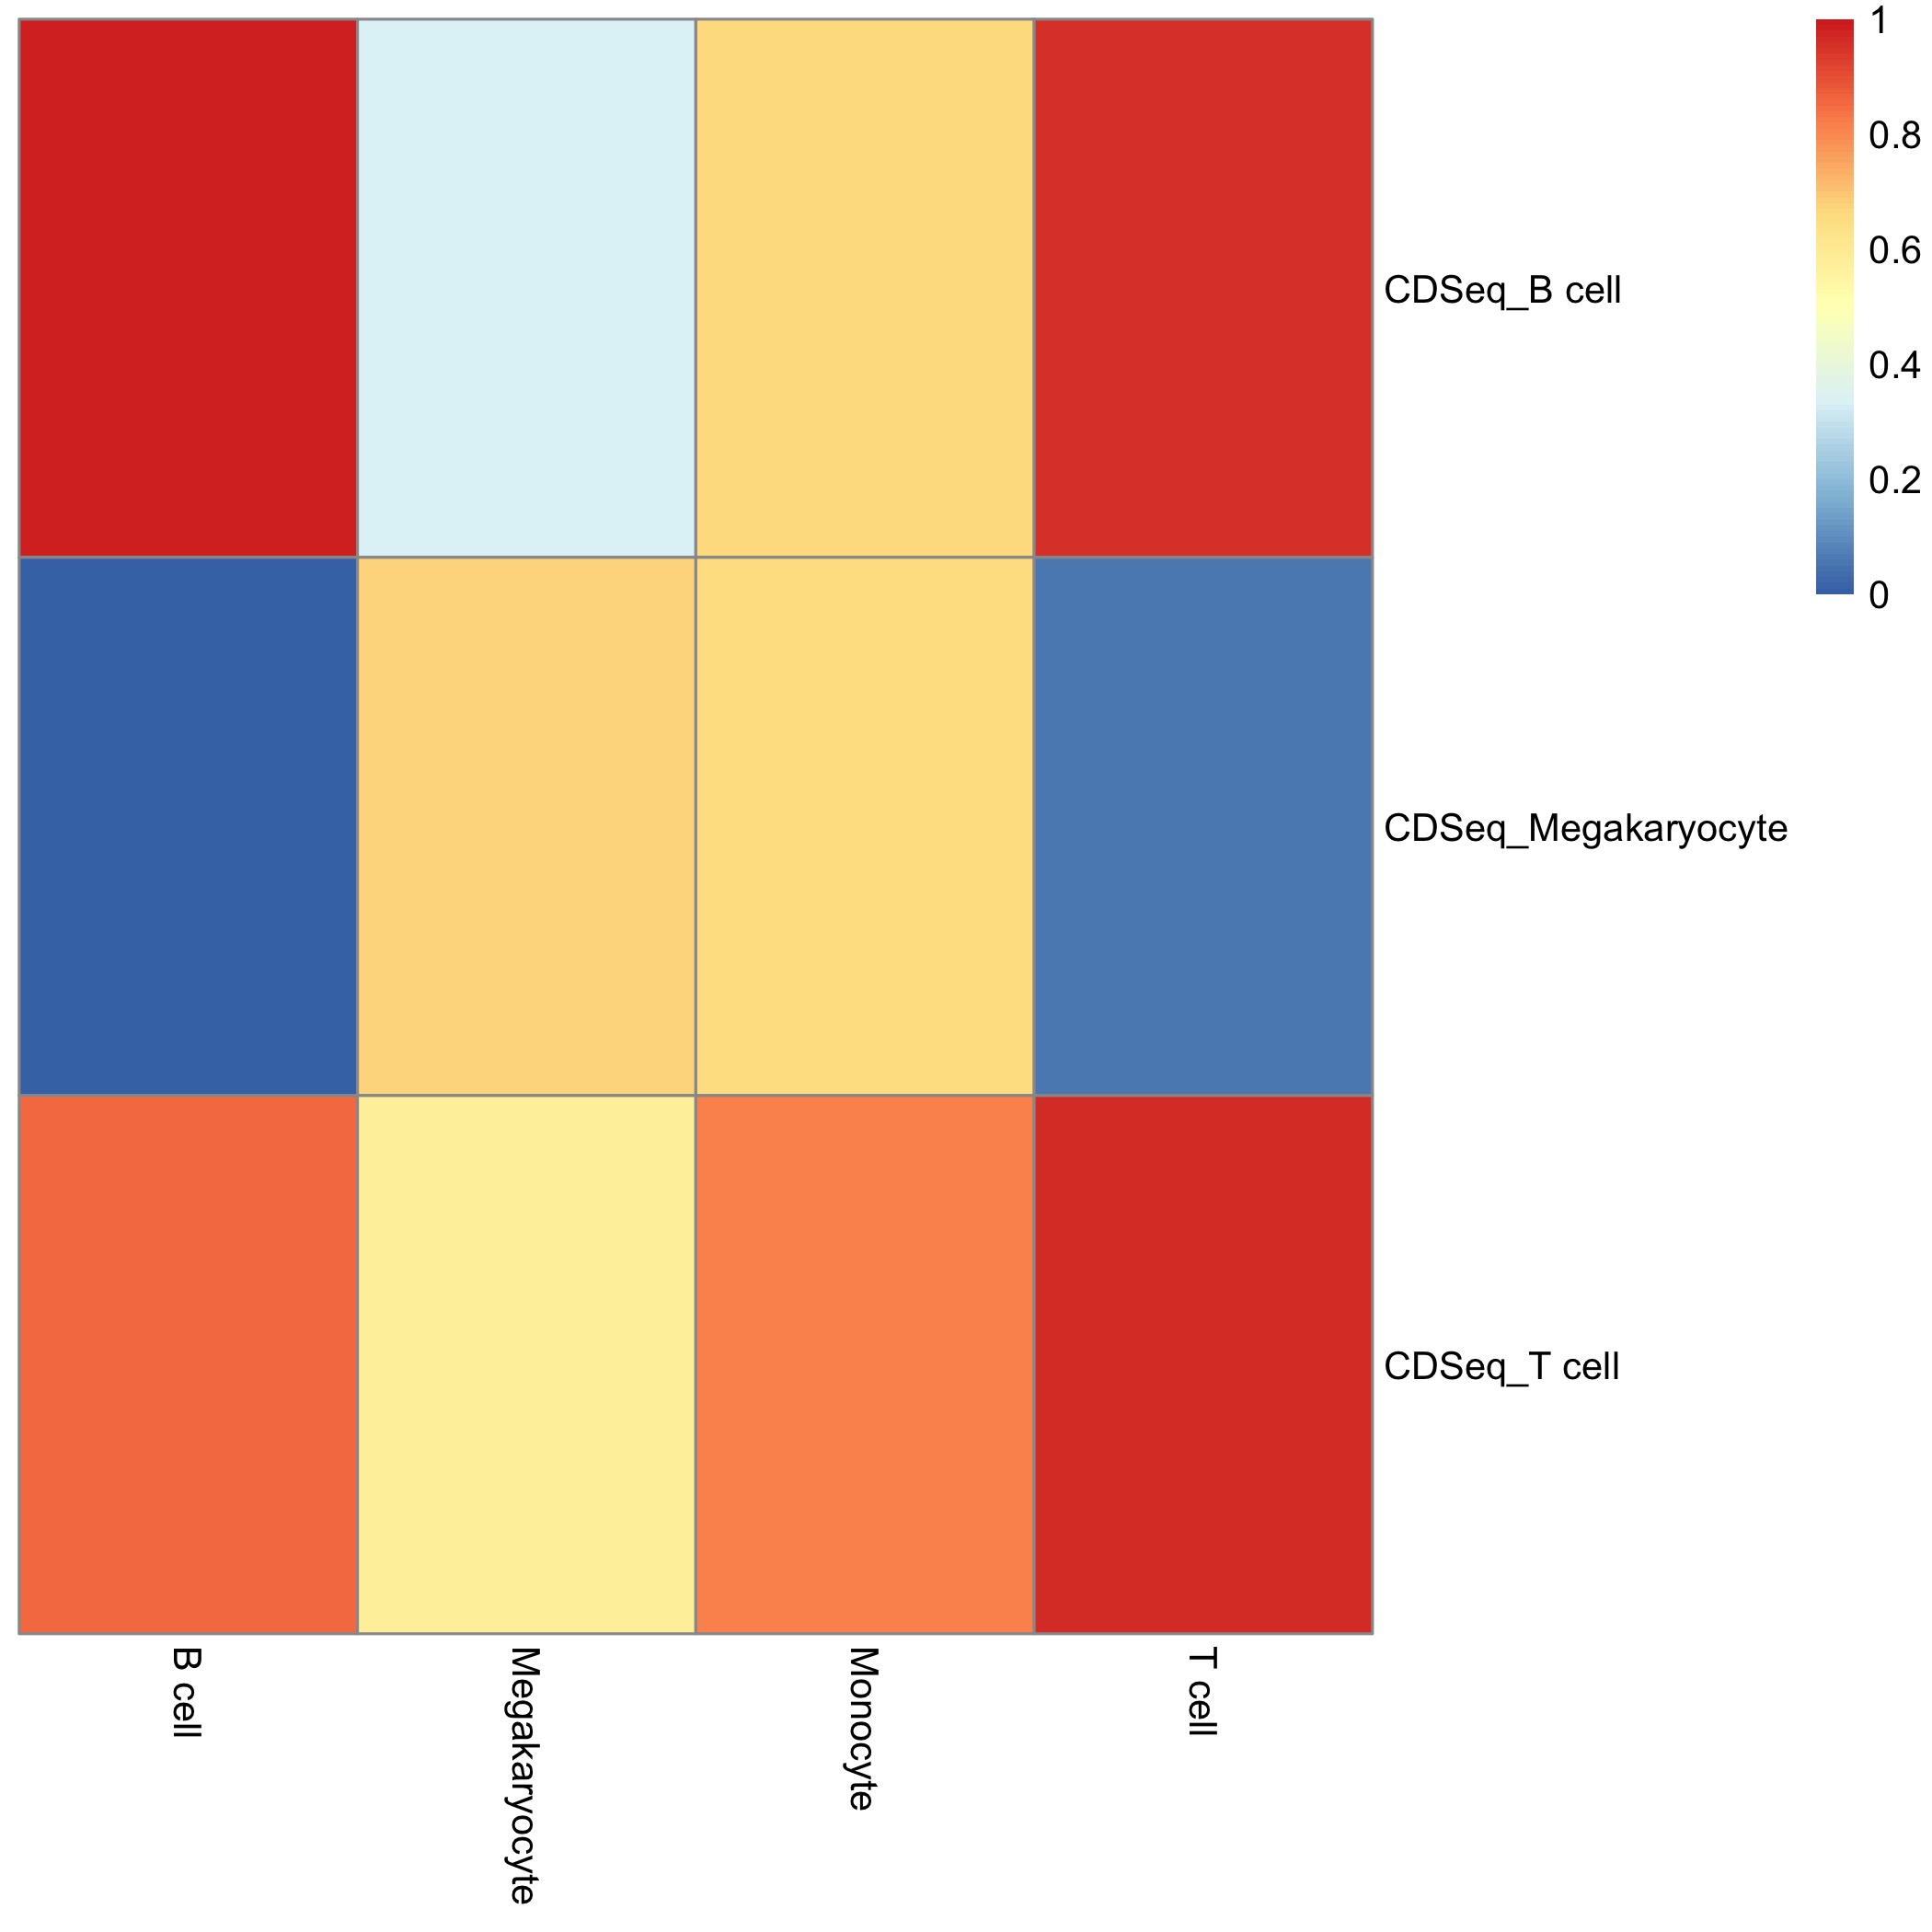 1
0.8
0.6
0.4
0.2
0
CDSeq_B cell
CDSeq_Megakaryocyte
CDSeq_T cell
B cell
Megakaryocyte
Monocyte
T cell